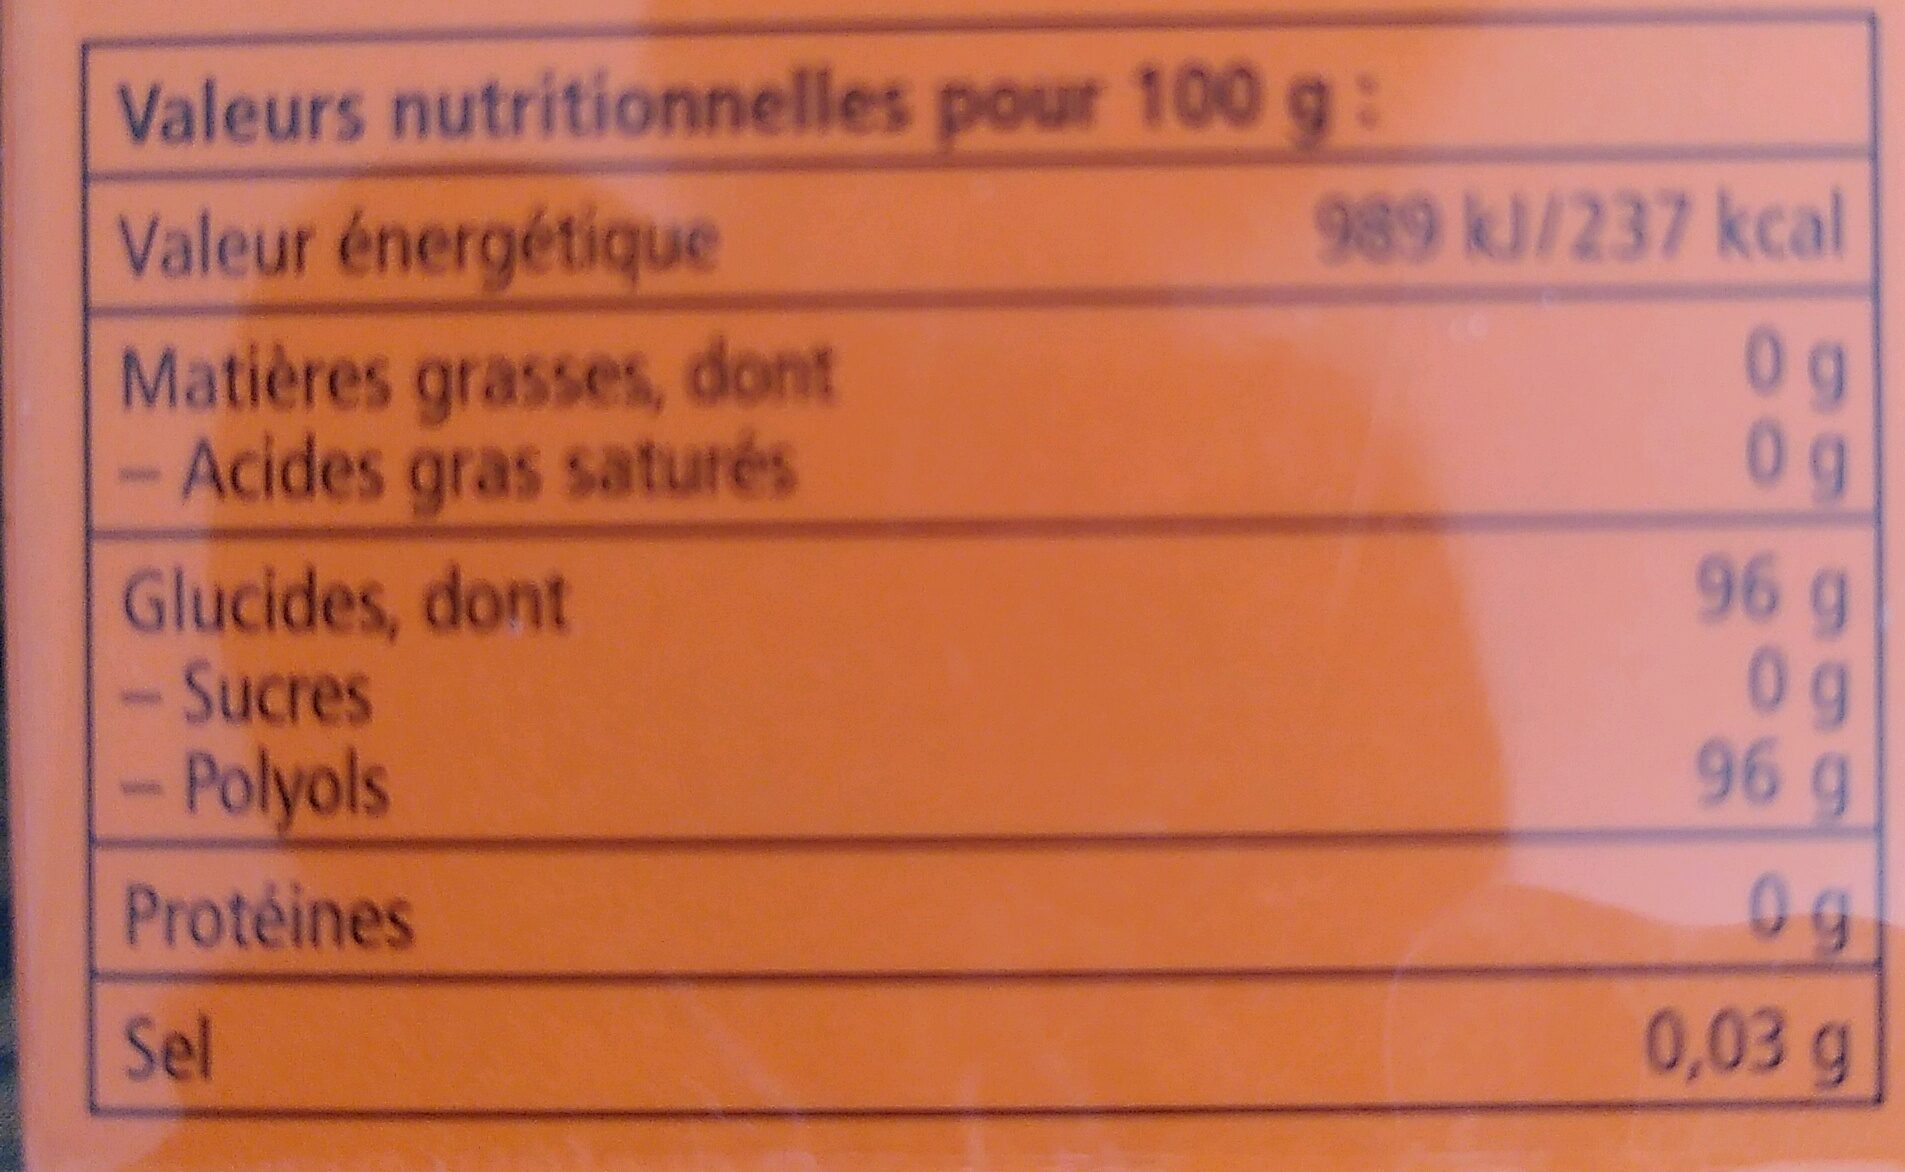 Valeurs nutritionnelles pour 100 g :
Valeur énergétique 989 kJ/237 kcal
Matières grasses, dont 0 g
– Acides gras saturés 0 g
Glucides, dont 96 g
– Sucres 0 g
– Polyols 96 g
Protéines 0 g
Sel 0,03 g